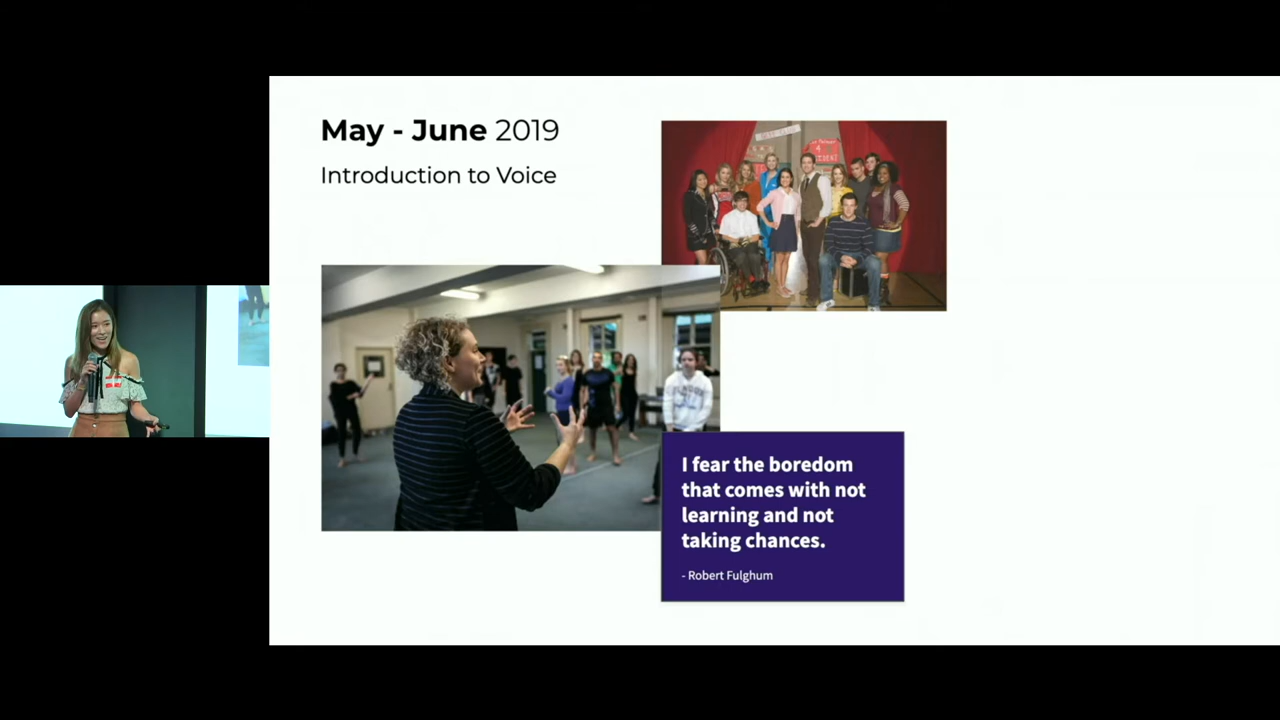 May - June 2019
Introduction to Voice
I fear the boredom
that comes with not
learning and not
taking chances.
- Robert Fulghum